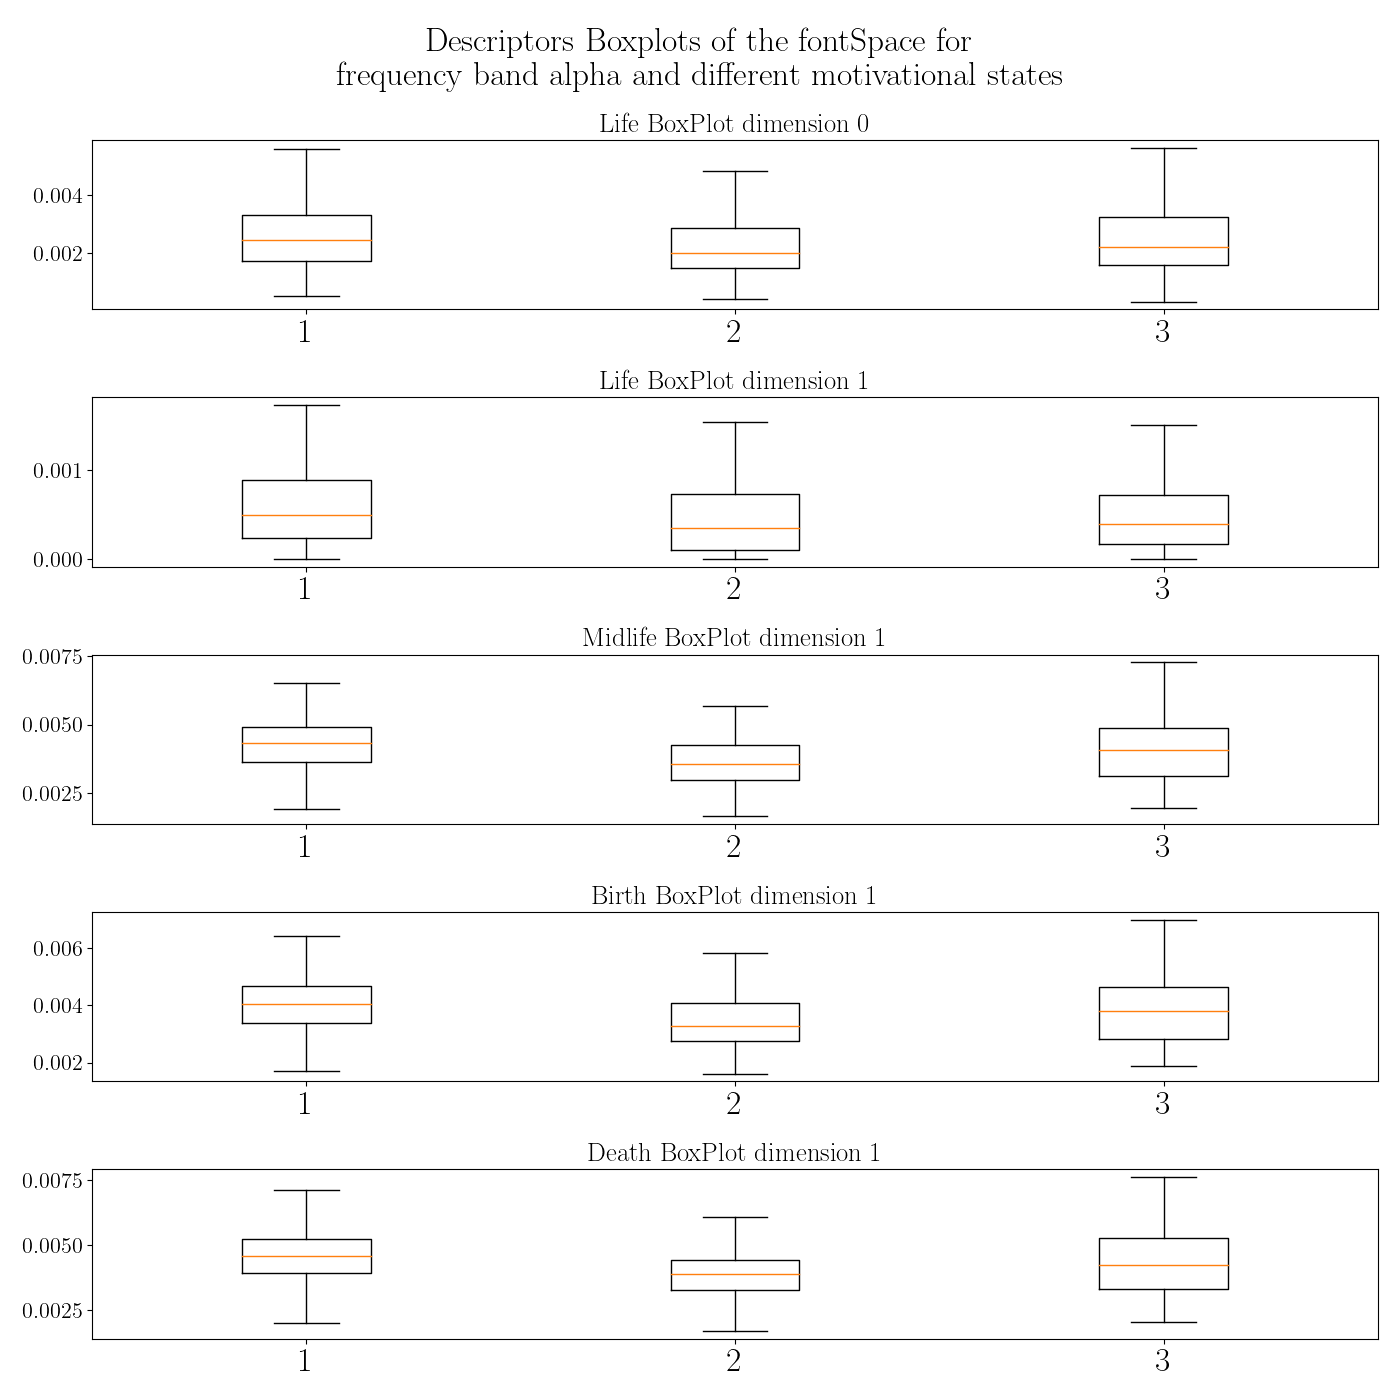 Descriptors Boxplots of the fontSpace for
frequency band alpha and different motivational states
Life BoxPlot dimension 0
0.004
0.002
1 2 3
Life BoxPlot dimension 1
0.001
0.000
1 2 3
Midlife BoxPlot dimension 1
0.0075
0.0050
0.0025
1 2 3
Birth BoxPlot dimension 1
0.006
0.004
0.002
1 2 3
Death BoxPlot dimension 1
0.0075
0.0050
0.0025
1 2 3